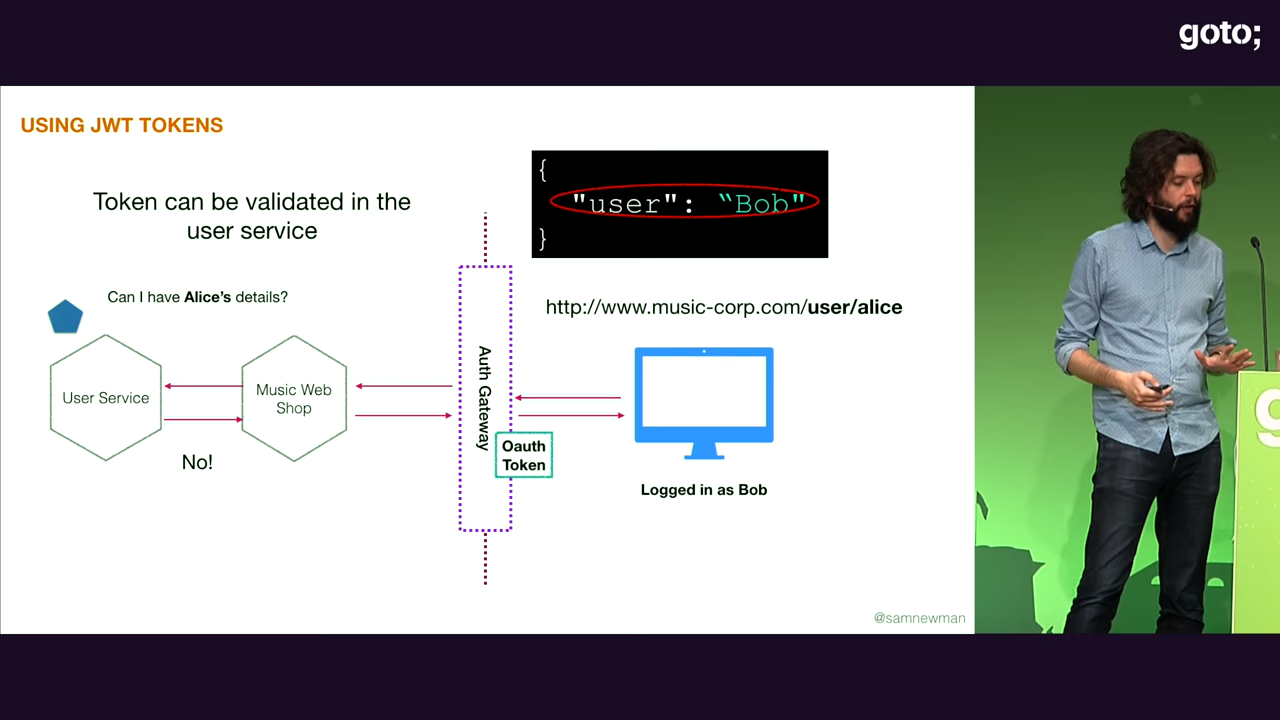 goto;
USING JWT TOKENS
Token can be validated in the
user service
{
"user": “Bob"
}
Can I have Alice's details?
http://www.music-corp.com/user/alice
User Service
Music Web
Shop
Auth Gateway
Oauth
Token
No!
Logged in as Bob
@samnewman
g